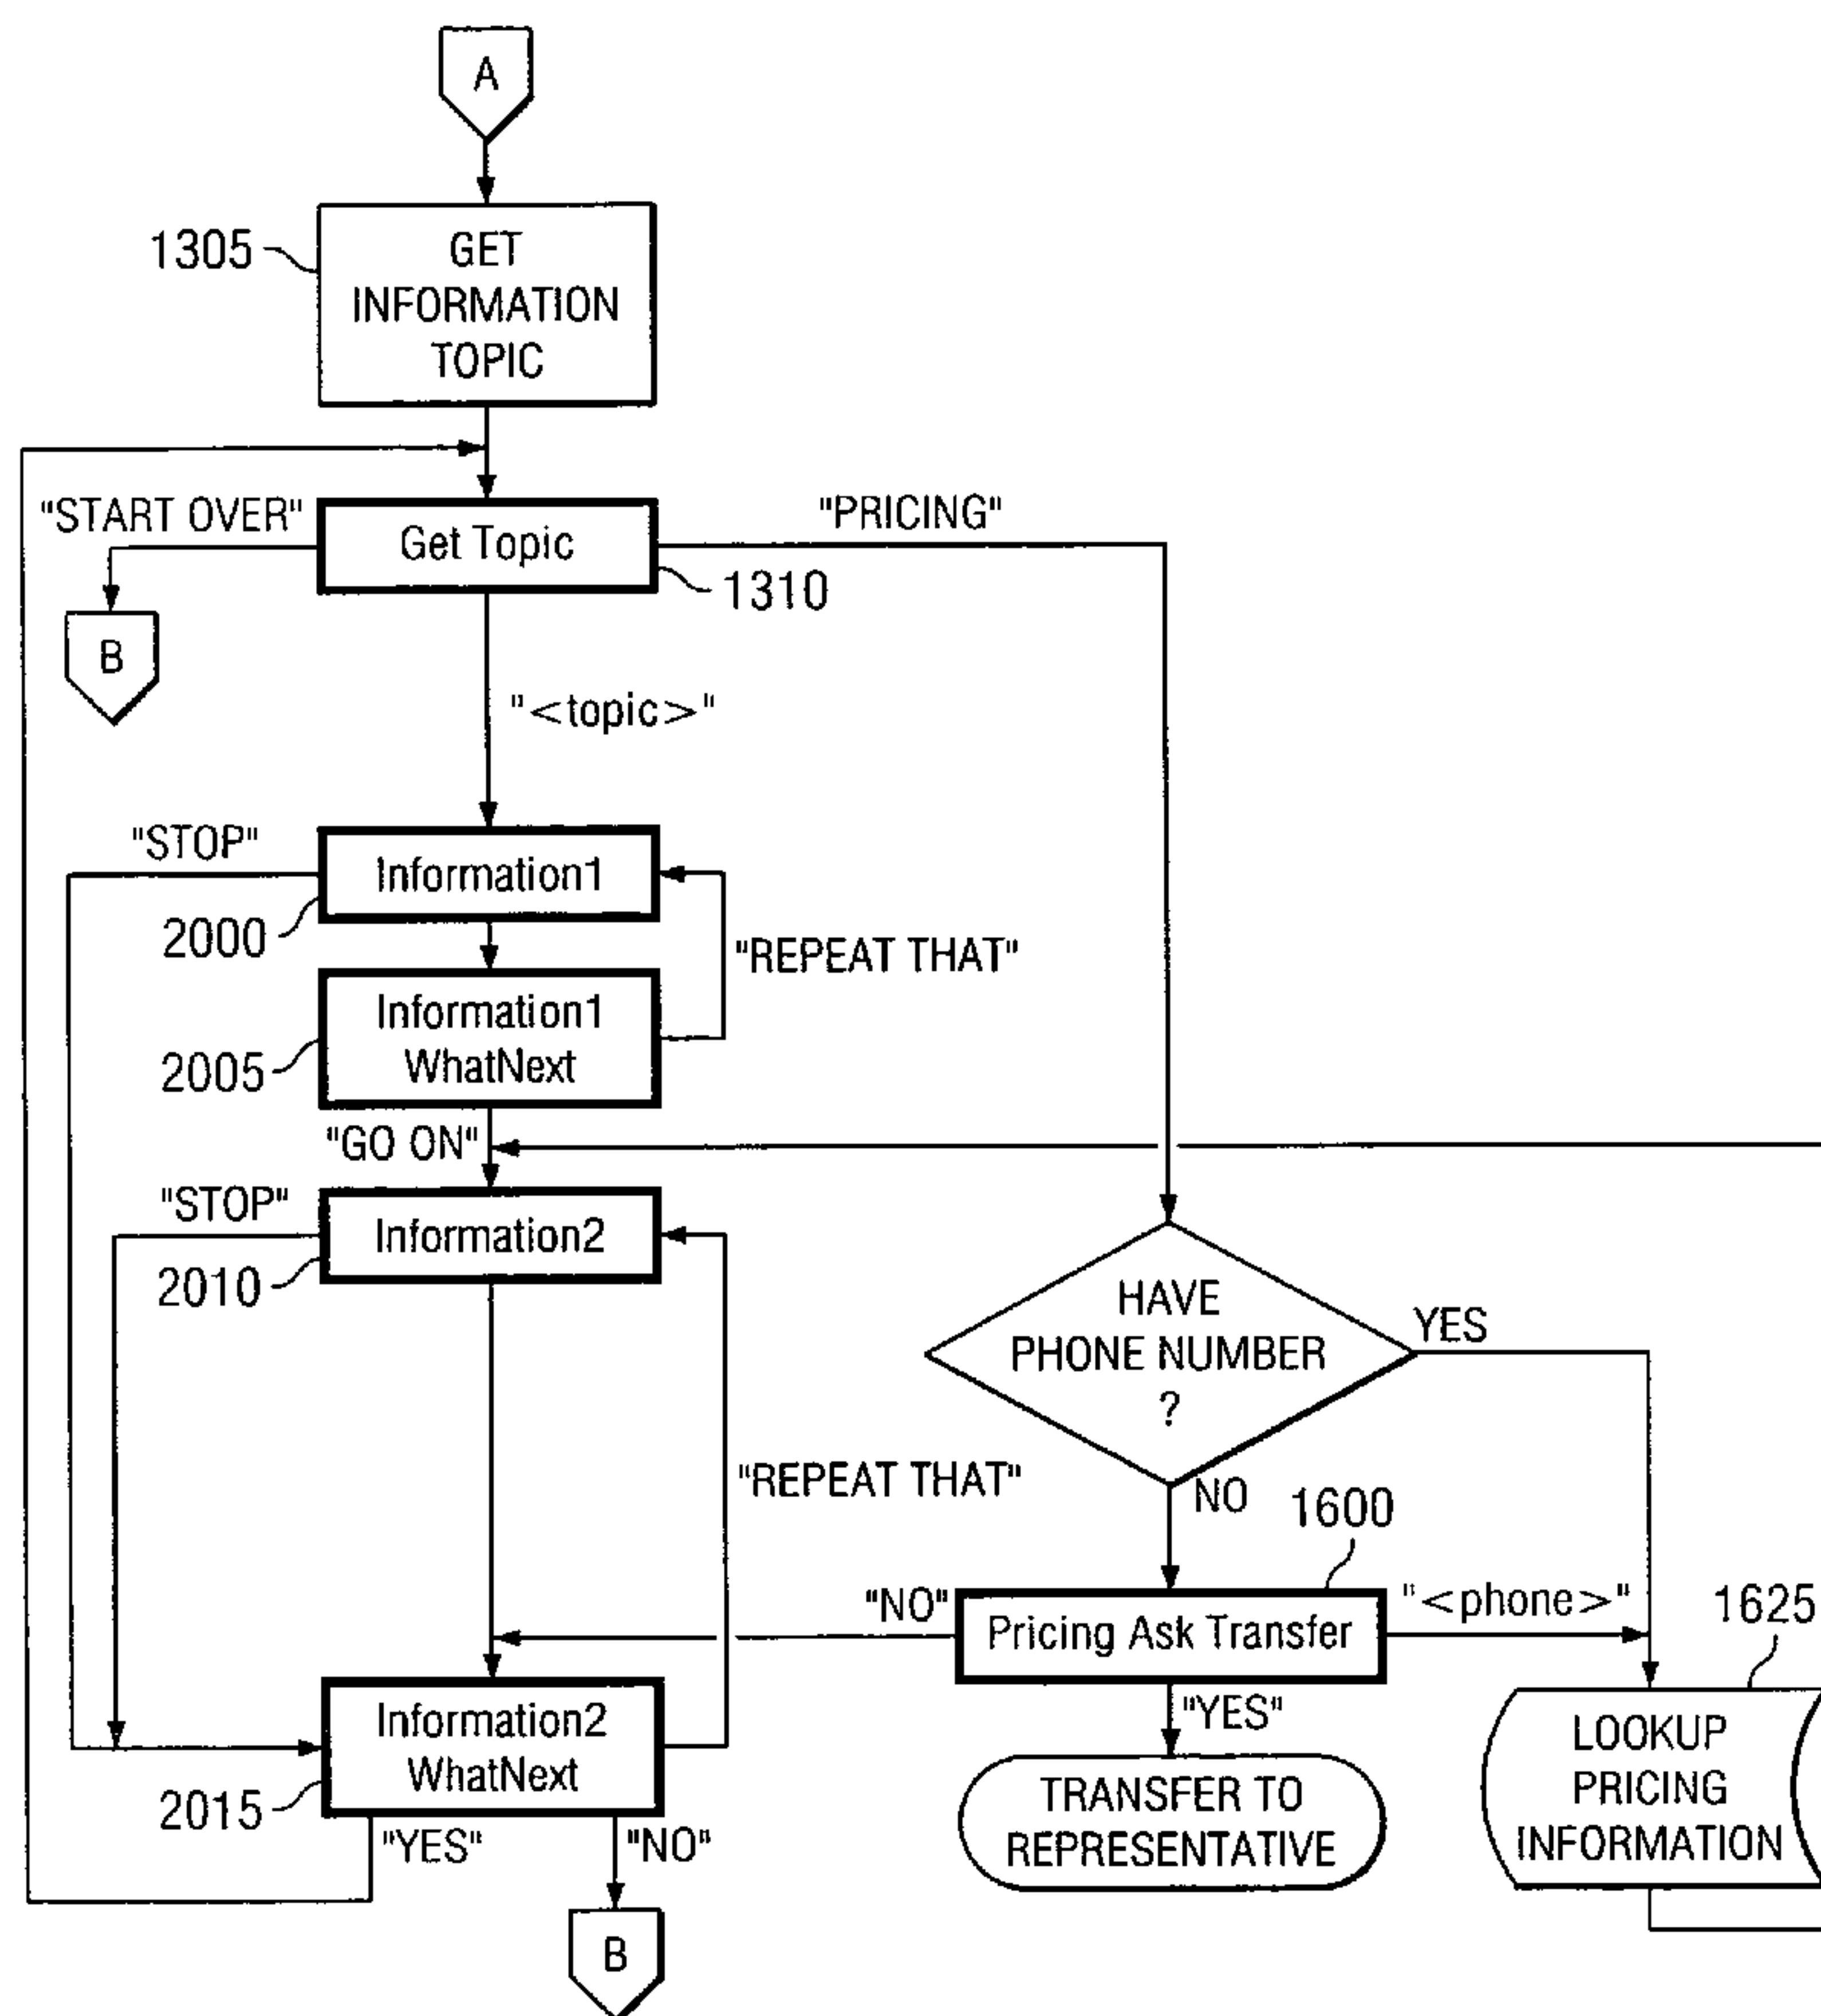 A
1305
GET
INFORMATION
TOPIC
"START OVER"
Get Topic
"PRICING"
1310
B
"<topic>"
"STOP"
Information1
2000
"REPEAT THAT"
Information1
WhatNext
2005
"GO ON"
"STOP"
Information2
2010
HAVE
PHONE NUMBER
?
YES
"REPEAT THAT"
NO
1600
"NO"
Pricing Ask Transfer
"<phone>"
1625
Information2
WhatNext
2015
"YES"
TRANSFER TO
REPRESENTATIVE
LOOKUP
PRICING
INFORMATION
"YES"
"NO"
B